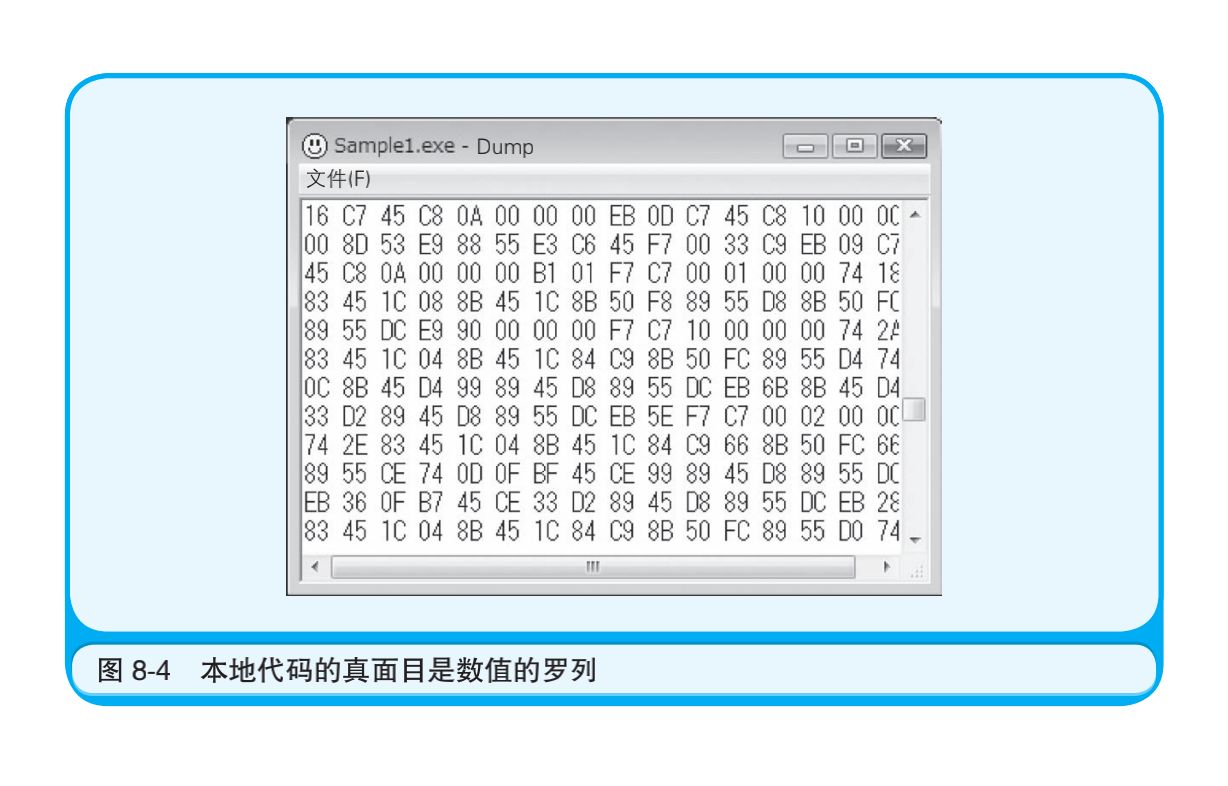 Sample1.exe - Dump
文件(F)
16 C7 45 C8 0A 00 00 00 EB 0D C7 45 C8 10 00 00
00 8D 53 E9 88 55 E3 C6 45 F7 00 33 C9 EB 09 C7
45 C8 0A 00 00 00 B1 01 F7 C7 00 01 00 00 74 18
83 45 1C 08 8B 45 1C 8B 50 F8 89 55 D8 8B 50 FC
89 55 DC E9 90 00 00 00 F7 C7 10 00 00 00 74 2A
83 45 1C 04 8B 45 1C 84 C9 8B 50 FC 89 55 D4 74
0C 8B 45 D4 99 89 45 D8 89 55 DC EB 6B 8B 45 D4
33 D2 89 45 D8 89 55 DC EB 5E F7 C7 00 02 00 00
74 2E 83 45 1C 04 8B 45 1C 84 C9 66 8B 50 FC 66
89 55 CE 74 0D 0F BF 45 CE 99 89 45 D8 89 55 DC
EB 36 0F B7 45 CE 33 D2 89 45 D8 89 55 DC EB 28
83 45 1C 04 8B 45 1C 84 C9 8B 50 FC 89 55 D0 74
图 8-4 本地代码的真面目是数值的罗列